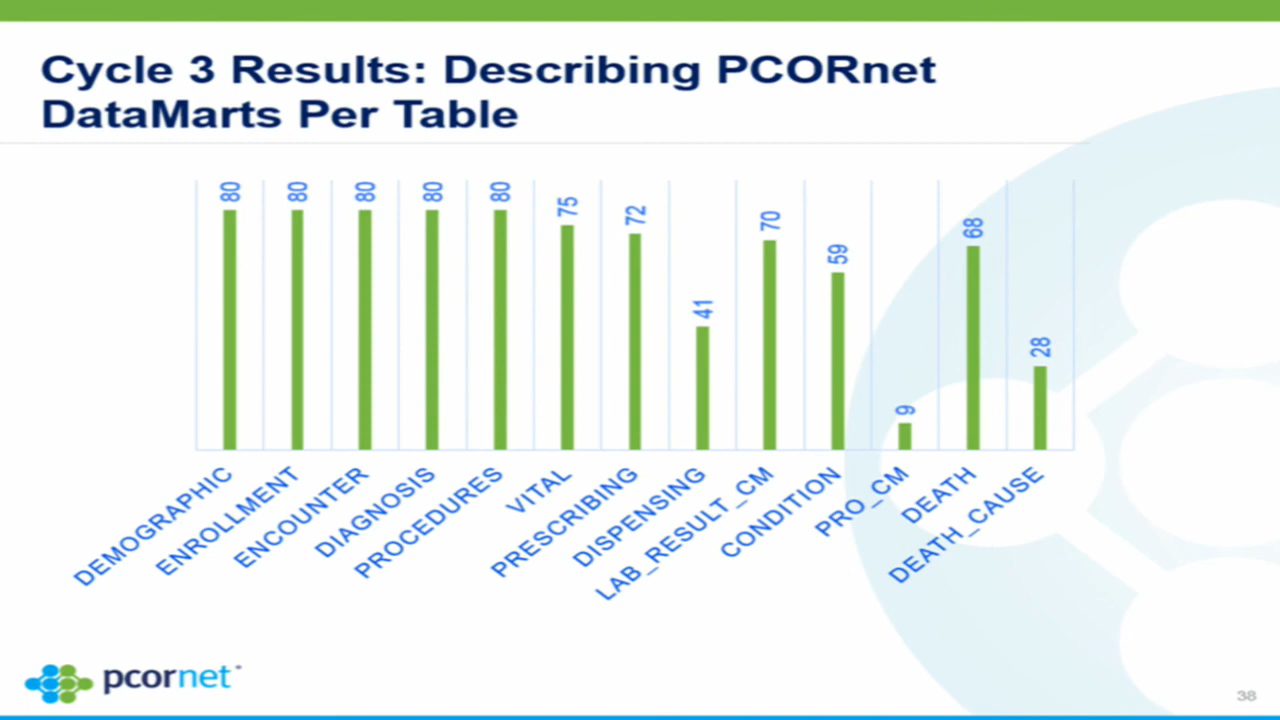 Cycle 3 Results: Describing PCORnet
DataMarts Per Table
80
80
80
80
80
75
72
41
70
59
9
68
28
DEMOGRAPHIC
ENROLLMENT
ENCOUNTER
DIAGNOSIS
PROCEDURES
VITAL
PRESCRIBING
DISPENSING
LAB_RESULT_CM
CONDITION
PRO_CM
DEATH
DEATH_CAUSE
pcornet
38